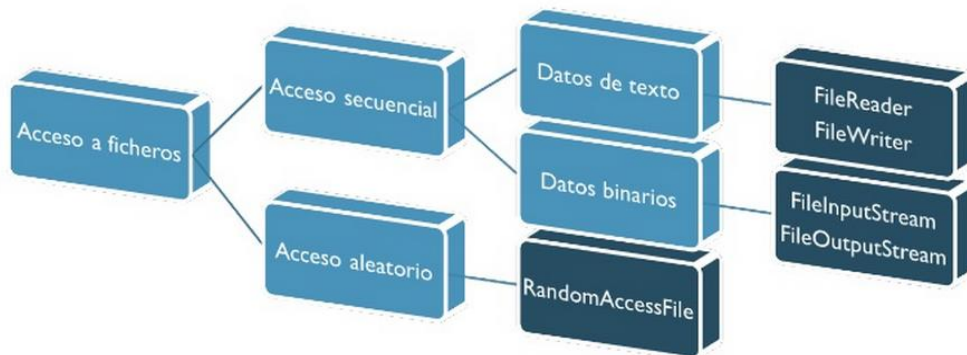 Acceso a ficheros
Acceso secuencial
Datos de texto
FileReader
FileWriter
Datos binarios
FileInputStream
FileOutputStream
Acceso aleatorio
RandomAccessFile